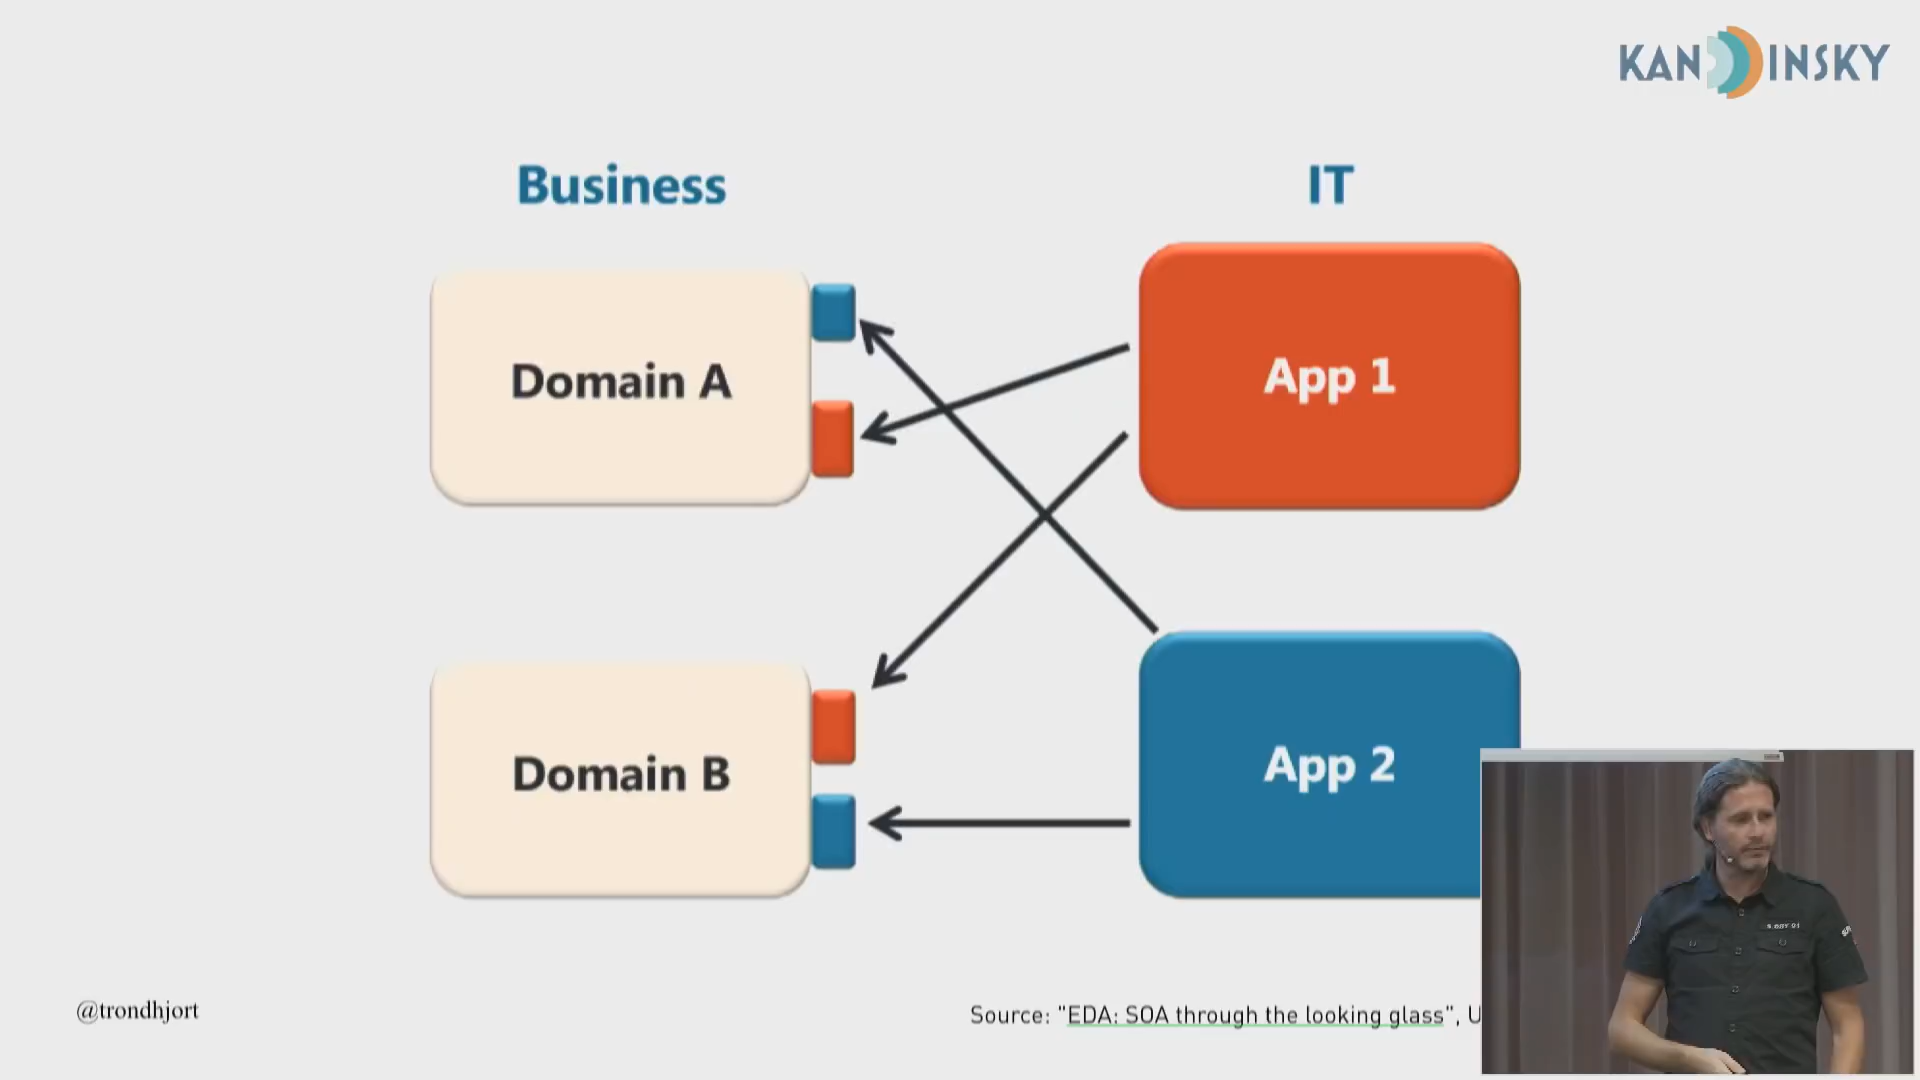 KANDINSKY
Business
IT
Domain A
App 1
Domain B
App 2
@trondhjort
Source: "EDA: SOA through the looking glass", U